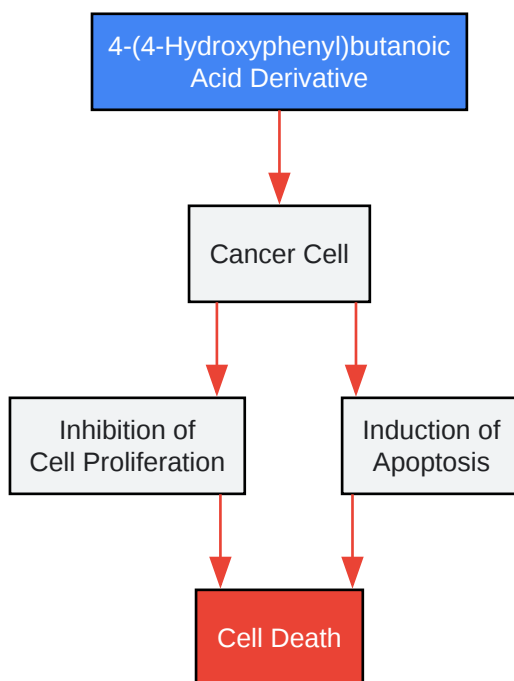 4-(4-Hydroxyphenyl)butanoic
Acid Derivative
Cancer Cell
Inhibition of
Cell Proliferation
Induction of
Apoptosis
Cell Death